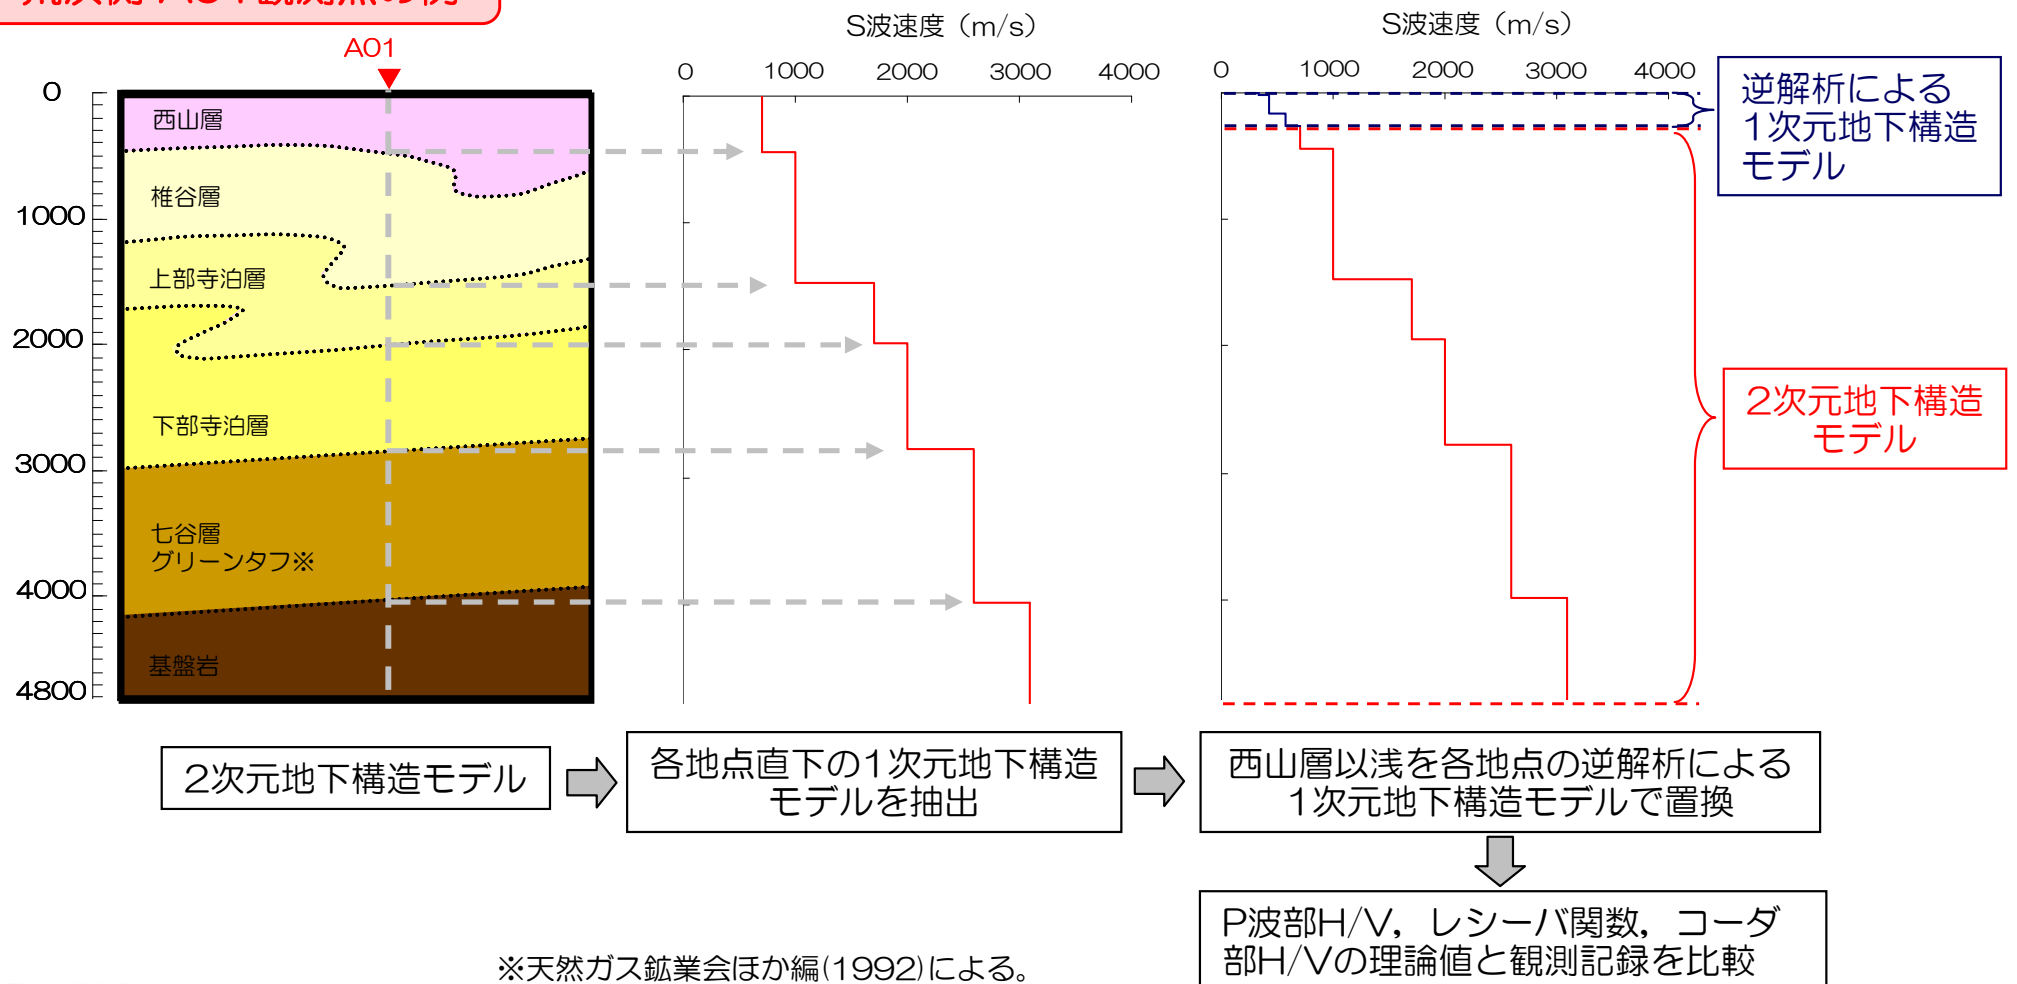 A01
0
1000
2000
3000
4000
4800
西山層
椎谷層
上部寺泊層
下部寺泊層
七谷層
グリーンタフ※
基盤岩
S波速度（m/s）
0 1000 2000 3000 4000
S波速度（m/s）
0 1000 2000 3000 4000
逆解析による
1次元地下構造
モデル
2次元地下構造
モデル
2次元地下構造モデル
各地点直下の1次元地下構造
モデルを抽出
西山層以浅を各地点の逆解析による
1次元地下構造モデルで置換
P波部H/V，レシーバ関数，コーダ
部H/Vの理論値と観測記録を比較
※天然ガス鉱業会ほか編(1992)による。